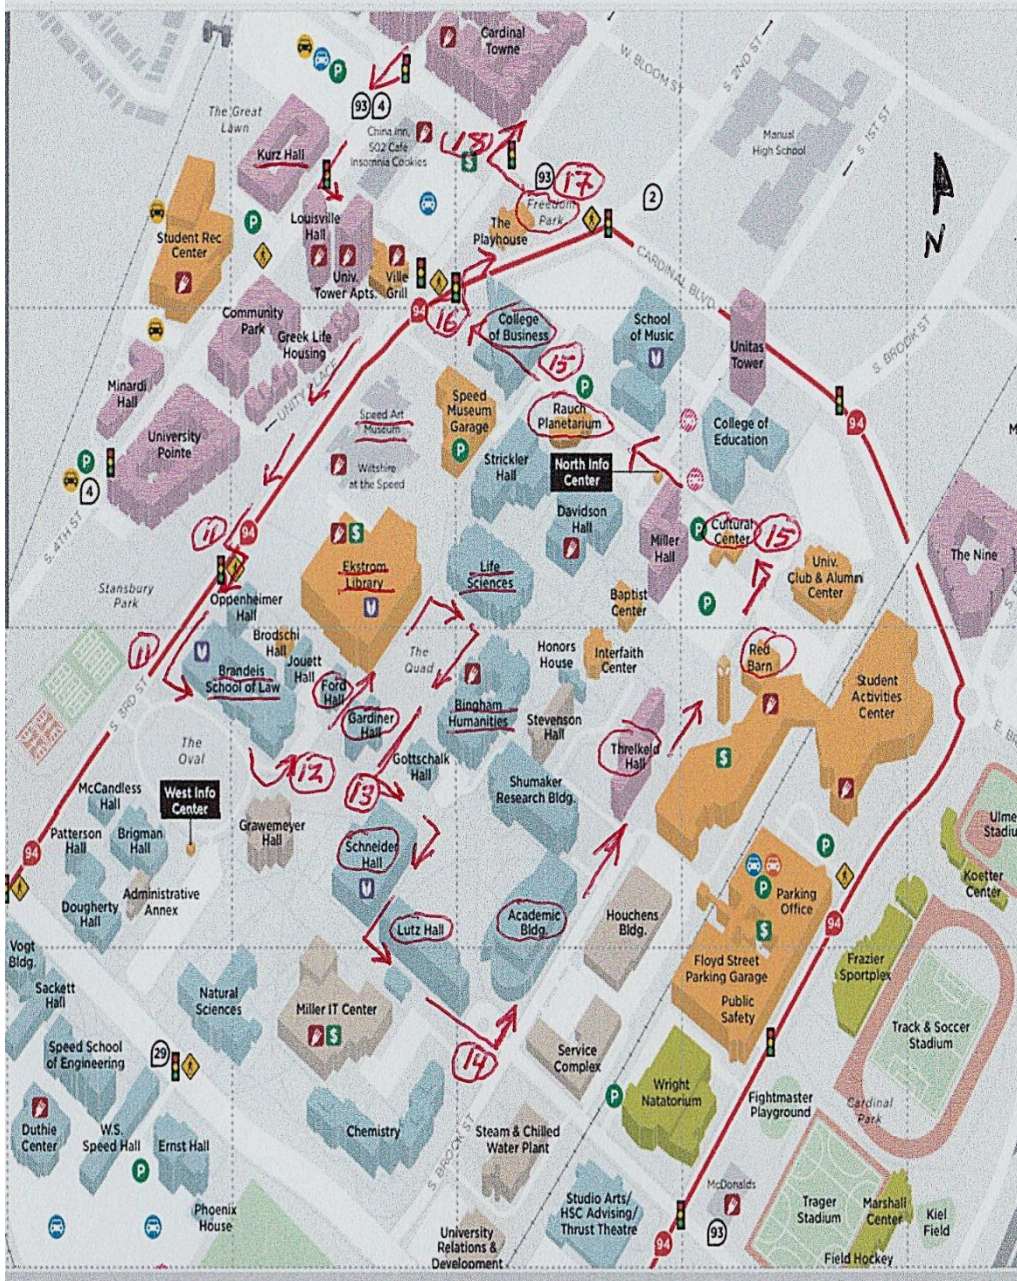 Cardinal
Towne
W. BLOOM ST
S. 2ND ST
S. 1ST ST
Manual
High School
The Great
Lawn
Kurz Hall
93
4
China Inn,
502 Cafe
Insomnia Cookies
18
93
17
2
Freedom
Park
N
Student Rec
Center
Louisville
Hall
Univ.
Tower Apts.
Ville
Grill
The
Playhouse
CARDINAL BLVD
94
16
Community
Park
Greek Life
Housing
College
of Business
School
of Music
Unitas
Tower
S. BROOK ST
15
Minardi
Hall
UNITY PLACE
Speed Art
Museum
Speed
Museum
Garage
Rauch
Planetarium
94
College of
Education
University
Pointe
Wiltshire
at the Speed
Strickler
Hall
North Info
Center
4
S. 4TH ST
11
94
Davidson
Hall
Miller
Hall
Cultural
Center
15
The Nine
Ekstrom
Library
Life
Sciences
Univ.
Club & Alumni
Center
Stansbury
Park
Oppenheimer
Hall
Baptist
Center
11
Brodschi
Hall
The
Quad
Honors
House
Interfaith
Center
Red
Barn
Brandeis
School of Law
Jouett
Hall
Ford
Hall
Student
Activities
Center
S. 3RD ST
Gardiner
Hall
Bingham
Humanities
Stevenson
Hall
Threlkeld
Hall
The
Oval
12
13
Gottschalk
Hall
McCandless
Hall
West Info
Center
Shumaker
Research Bldg.
Patterson
Hall
Brigman
Hall
Grawemeyer
Hall
94
Schneider
Hall
Koetter
Center
Administrative
Annex
Parking
Office
Dougherty
Hall
Lutz Hall
Academic
Bldg.
Houchens
Bldg.
94
Vogt
Bldg.
Floyd Street
Parking Garage
Frazier
Sportplex
Sackett
Hall
Natural
Sciences
Miller IT Center
Public
Safety
Track & Soccer
Stadium
Speed School
of Engineering
29
14
Service
Complex
Wright
Natatorium
Fightmaster
Playground
Cardinal
Park
Duthie
Center
W.S.
Speed Hall
Ernst Hall
Chemistry
S. BROOK ST
Steam & Chilled
Water Plant
McDonalds
Phoenix
House
Studio Arts/
HSC Advising/
Thrust Theatre
93
Trager
Stadium
Marshall
Center
Kiel
Field
University
Relations &
Development
94
Field Hockey